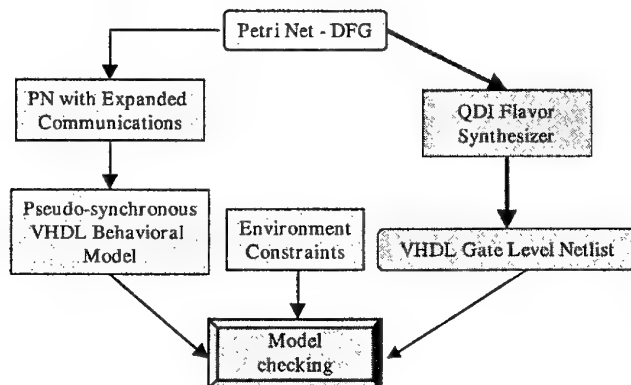 Petri Net - DFG
PN with Expanded
Communications
QDI Flavor
Synthesizer
Pseudo-synchronous
VHDL Behavioral
Model
Environment
Constraints
VHDL Gate Level Netlist
Model
checking